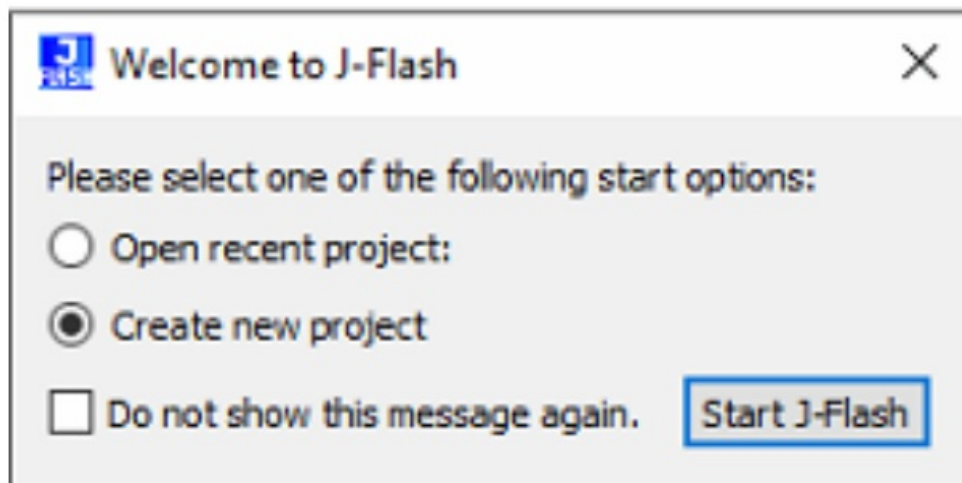 J
FLASH
Welcome to J-Flash
Please select one of the following start options:
Open recent project:
Create new project
Do not show this message again.
Start J-Flash